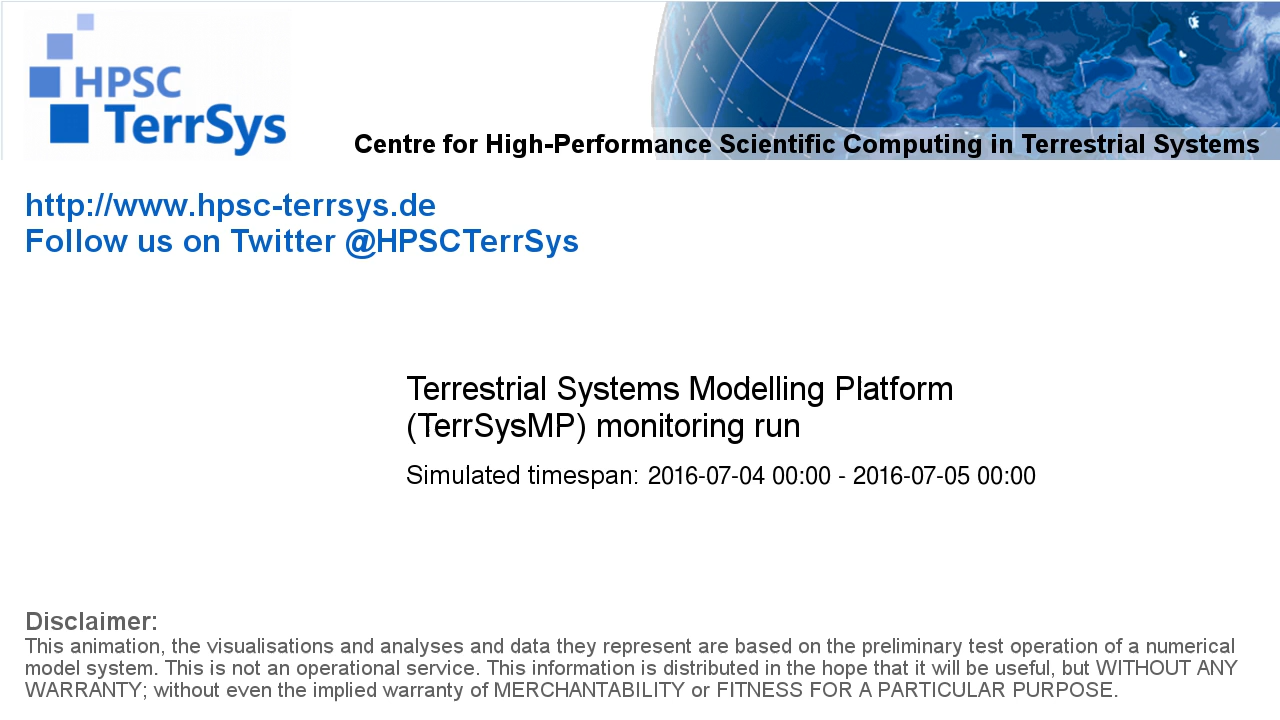 HPSC
TerrSys
Centre for High-Performance Scientific Computing in Terrestrial Systems
http://www.hpsc-terrsys.de
Follow us on Twitter @HPSCTerrSys
Terrestrial Systems Modelling Platform
(TerrSysMP) monitoring run
Simulated timespan: 2016-07-04 00:00 - 2016-07-05 00:00
Disclaimer:
This animation, the visualisations and analyses and data they represent are based on the preliminary test operation of a numerical
model system. This is not an operational service. This information is distributed in the hope that it will be useful, but WITHOUT ANY
WARRANTY; without even the implied warranty of MERCHANTABILITY or FITNESS FOR A PARTICULAR PURPOSE.